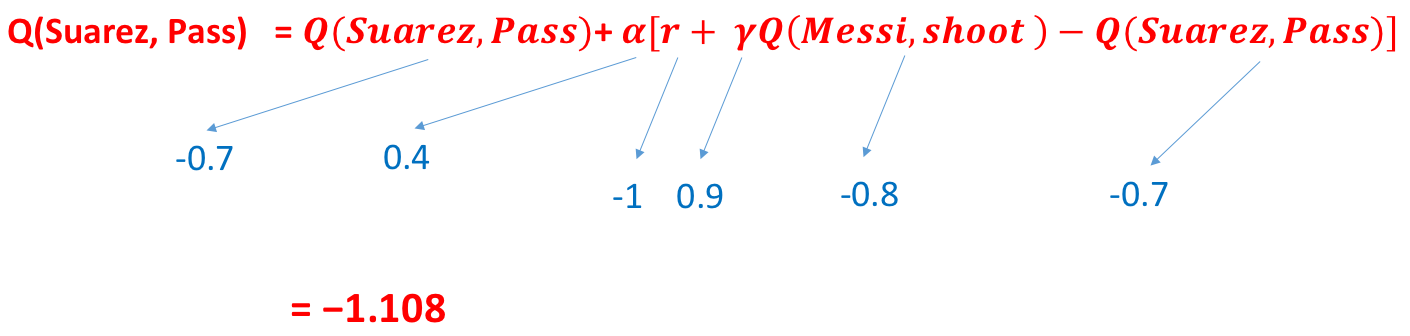 Q(Suarez, Pass) = Q(Suarez, Pass)+ α[r + γQ(Messi, shoot ) − Q(Suarez, Pass)]
-0.7 0.4
-1 0.9 -0.8 -0.7
= −1.108